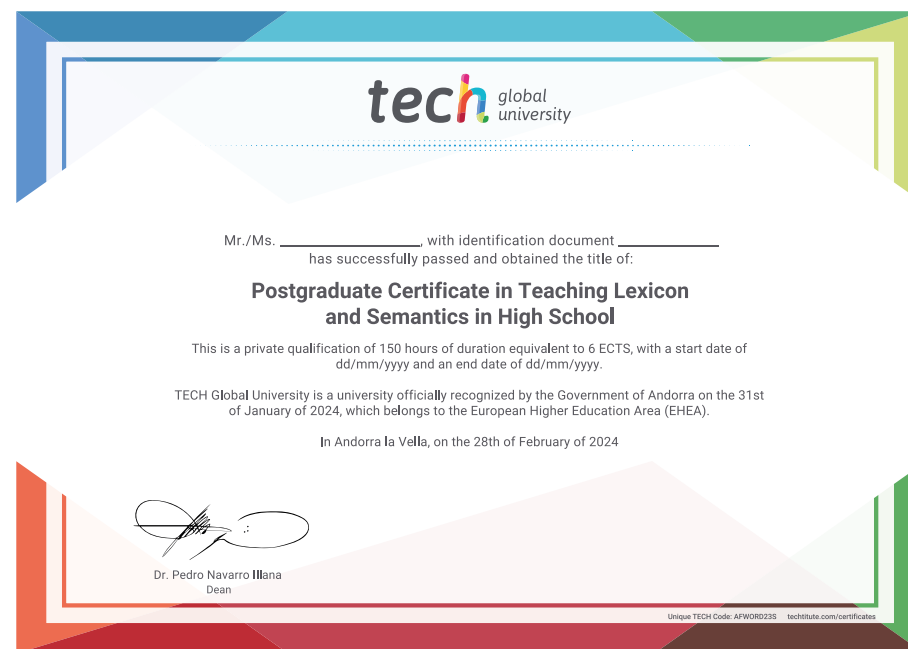 tech global
university
Mr./Ms. ____________________, with identification document ______________
has successfully passed and obtained the title of:
Postgraduate Certificate in Teaching Lexicon
and Semantics in High School
This is a private qualification of 150 hours of duration equivalent to 6 ECTS, with a start date of
dd/mm/yyyy and an end date of dd/mm/yyyy.
TECH Global University is a university officially recognized by the Government of Andorra on the 31st
of January of 2024, which belongs to the European Higher Education Area (EHEA).
In Andorra la Vella, on the 28th of February of 2024
Dr. Pedro Navarro Illana
Dean
Unique TECH Code: AFWORD23S techtitute.com/certificates